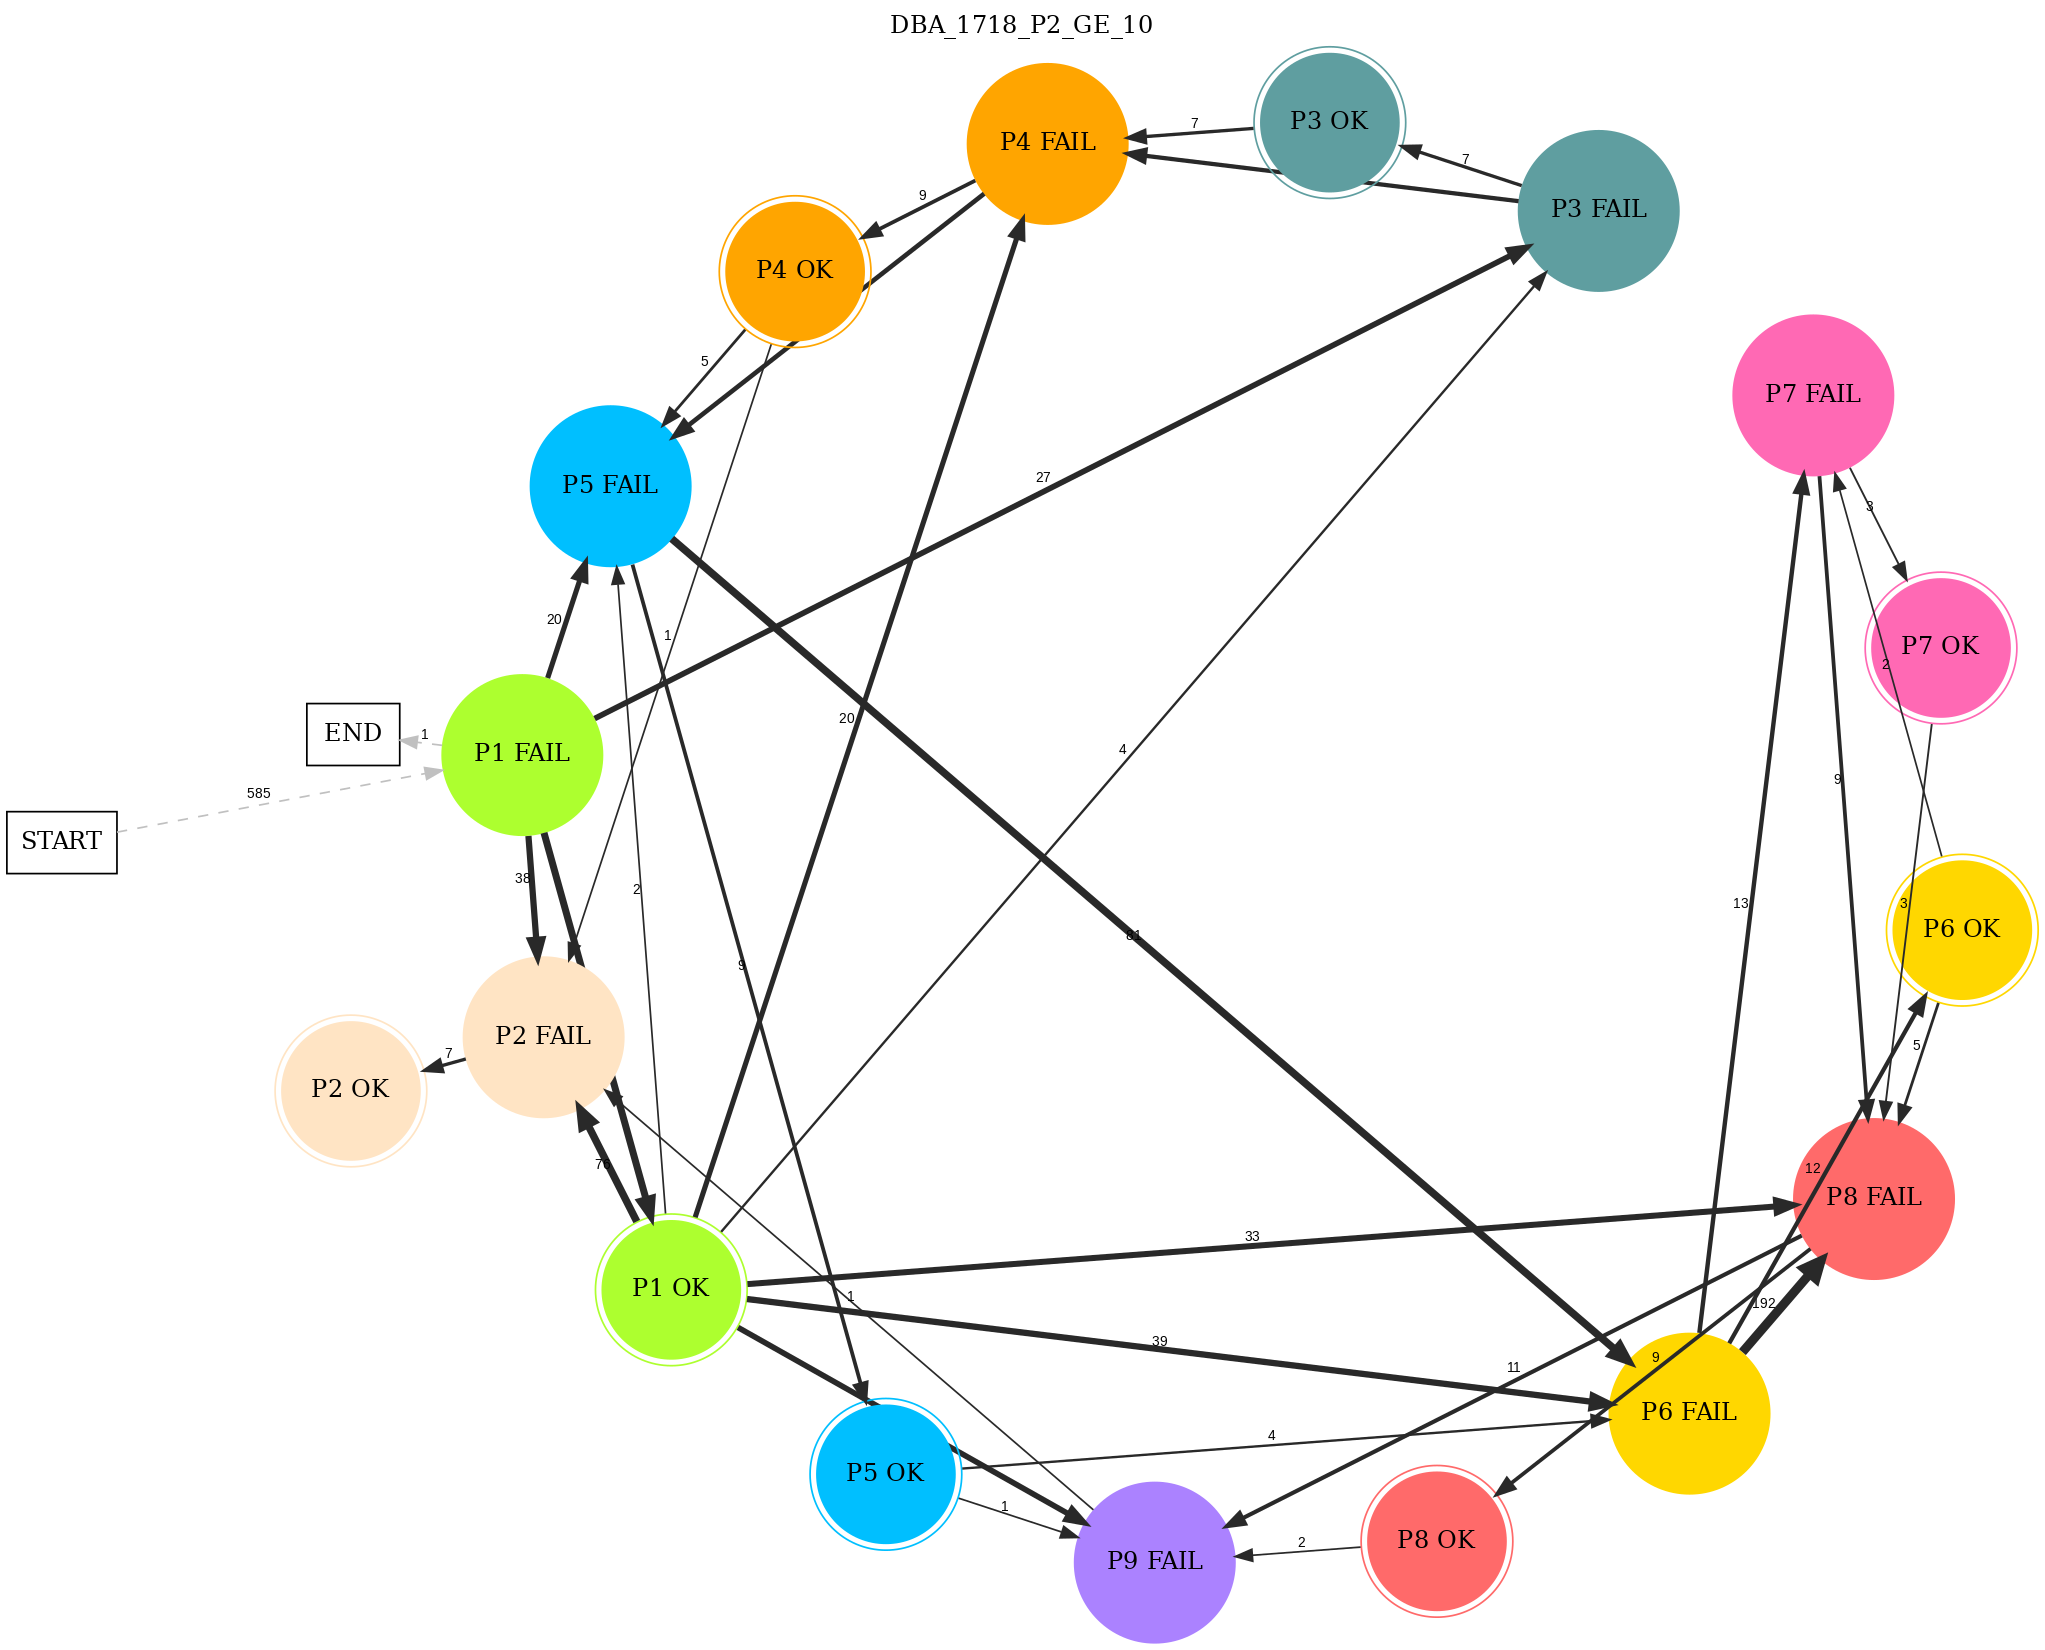 DBA_1718_P2_GE_10
P3 OK
P4 FAIL
7
7
9
P3 FAIL
P4 OK
5
P7 FAIL
27
P5 FAIL
3
20
1
P7 OK
2
20
END
1
P1 FAIL
4
9
585
START
38
2
13
3
P6 OK
81
9
P2 FAIL
7
5
P2 OK
12
P8 FAIL
33
P1 OK
1
192
39
9
11
P6 FAIL
4
P5 OK
1
P8 OK
2
P9 FAIL